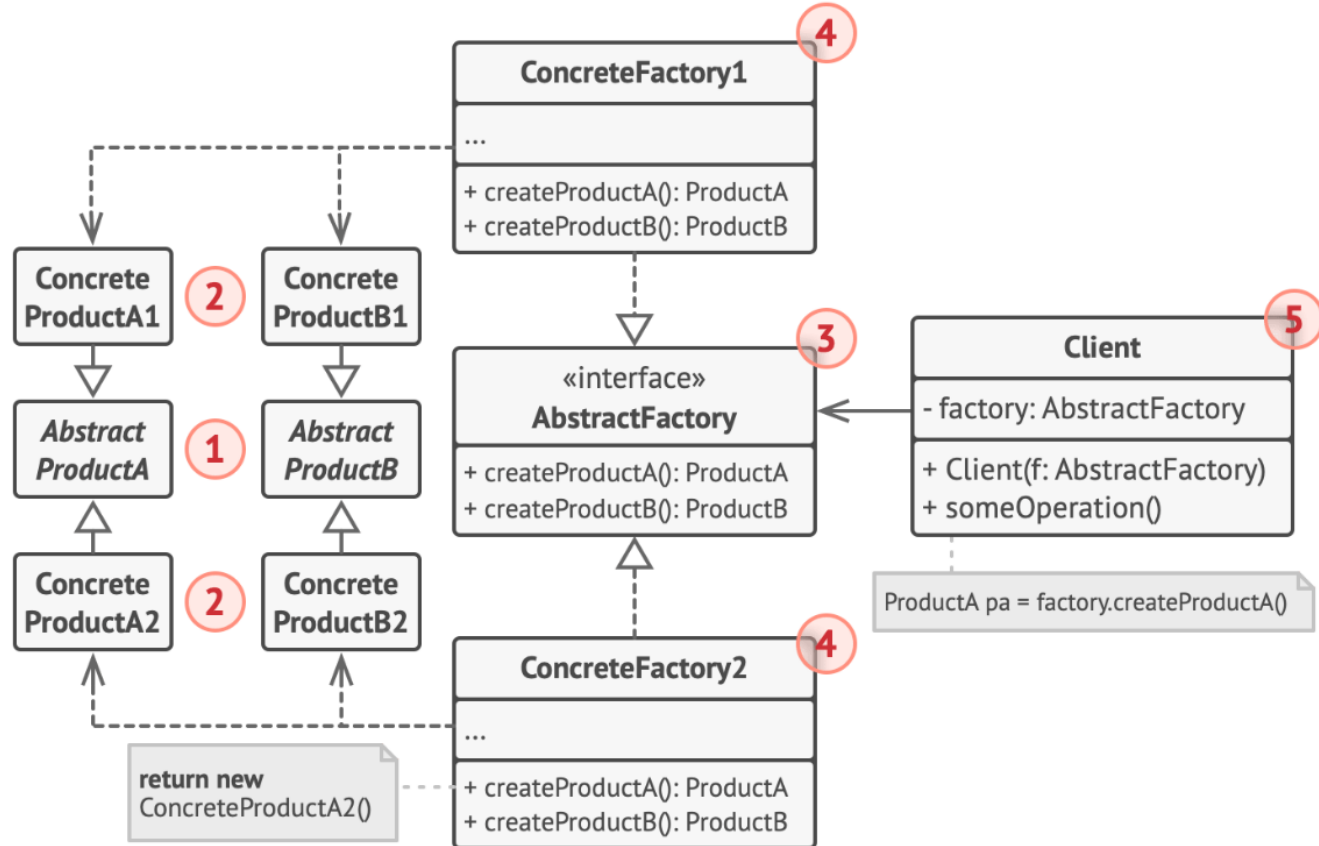 4
ConcreteFactory1
...
+ createProductA(): ProductA
+ createProductB(): ProductB
Concrete
ProductA1
2
Concrete
ProductB1
Abstract
ProductA
1
Abstract
ProductB
Concrete
ProductA2
2
Concrete
ProductB2
3
«interface»
AbstractFactory
+ createProductA(): ProductA
+ createProductB(): ProductB
5
Client
- factory: AbstractFactory
+ Client(f: AbstractFactory)
+ someOperation()
ProductA pa = factory.createProductA()
4
ConcreteFactory2
...
+ createProductA(): ProductA
+ createProductB(): ProductB
return new
ConcreteProductA2()